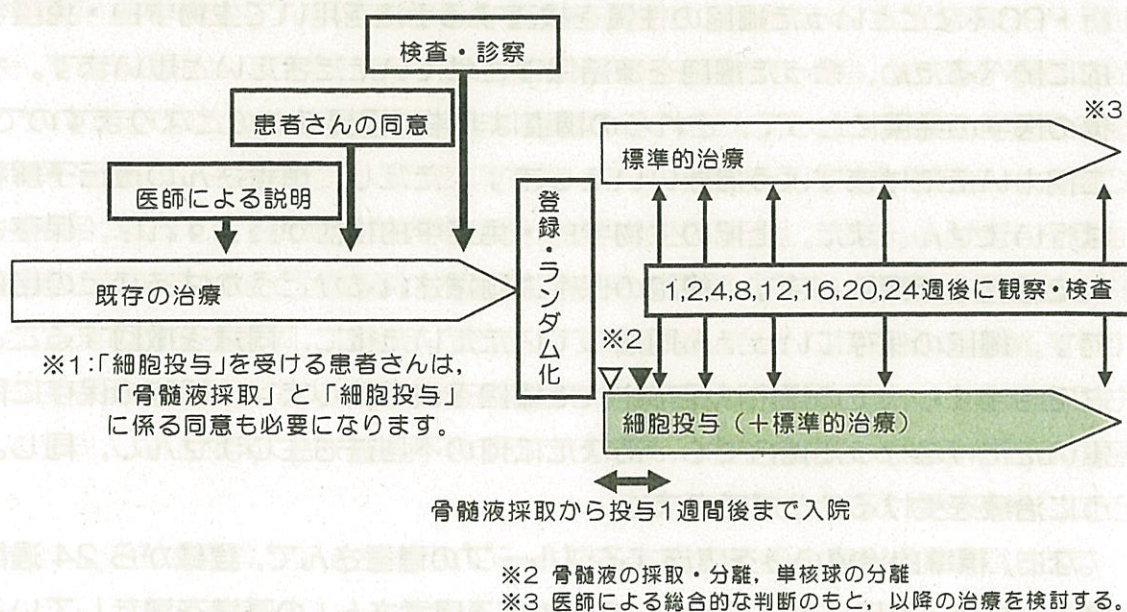 検査・診察
患者さんの同意
医師による説明
既存の治療
※1:「細胞投与」を受ける患者さんは,
「骨髄液採取」と「細胞投与」
に係る同意も必要になります。
登録・ランダム化
※3
標準的治療
1,2,4,8,12,16,20,24週後に観察・検査
※2
細胞投与(+標準的治療)
骨髄液採取から投与1週間後まで入院
※2 骨髄液の採取・分離,単核球の分離
※3 医師による総合的な判断のもと,以降の治療を検討する。